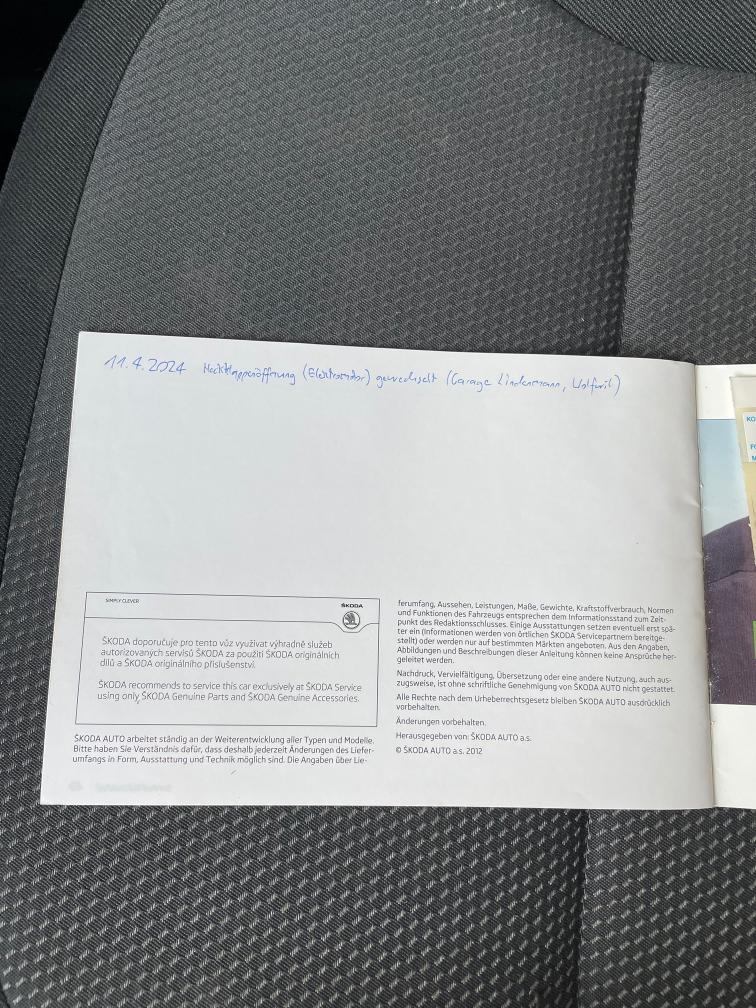 11.4.2024 Heckklappenöffnung (Elektromotor) gewechselt (Garage Lindemann, Wolfwil)
SIMPLY CLEVER
ŠKODA
ŠKODA doporučuje pro tento vůz využívat výhradně služeb
autorizovaných servisů ŠKODA za použití ŠKODA originálních
dílů a ŠKODA originálního příslušenství.
ŠKODA recommends to service this car exclusively at ŠKODA Service
using only ŠKODA Genuine Parts and ŠKODA Genuine Accessories.
ŠKODA AUTO arbeitet ständig an der Weiterentwicklung aller Typen und Modelle.
Bitte haben Sie Verständnis dafür, dass deshalb jederzeit Änderungen des Liefer-
umfangs in Form, Ausstattung und Technik möglich sind. Die Angaben über Lie-
ferumfang, Aussehen, Leistungen, Maße, Gewichte, Kraftstoffverbrauch, Normen
und Funktionen des Fahrzeugs entsprechen dem Informationsstand zum Zeit-
punkt des Redaktionsschlusses. Einige Ausstattungen setzen eventuell erst spä-
ter ein (Informationen werden von örtlichen ŠKODA Servicepartnern bereitge-
stellt) oder werden nur auf bestimmten Märkten angeboten. Aus den Angaben,
Abbildungen und Beschreibungen dieser Anleitung können keine Ansprüche her-
geleitet werden.
Nachdruck, Vervielfältigung, Übersetzung oder eine andere Nutzung, auch aus-
zugsweise, ist ohne schriftliche Genehmigung von ŠKODA AUTO nicht gestattet.
Alle Rechte nach dem Urheberrechtsgesetz bleiben ŠKODA AUTO ausdrücklich
vorbehalten.
Änderungen vorbehalten.
Herausgegeben von: ŠKODA AUTO a.s.
© ŠKODA AUTO a.s. 2012
KO